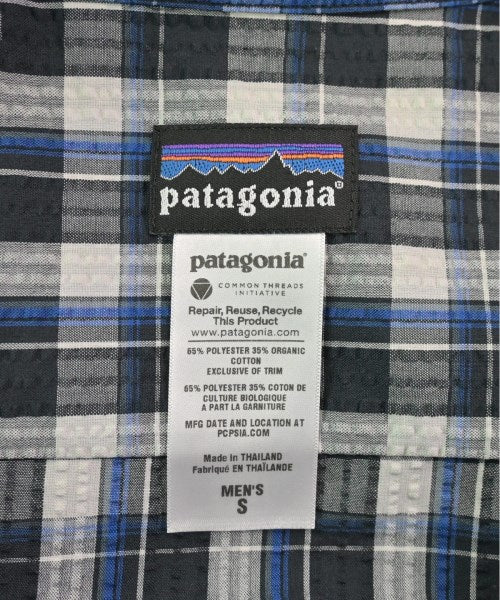 patagonia®
patagonia®
COMMON THREADS
INITIATIVE
Repair, Reuse, Recycle
This Product
www.patagonia.com
65% POLYESTER 35% ORGANIC
COTTON
EXCLUSIVE OF TRIM
65% POLYESTER 35% COTON DE
CULTURE BIOLOGIQUE
A PART LA GARNITURE
MFG DATE AND LOCATION AT
PCPSIA.COM
Made in THAILAND
Fabriqué EN THAÏLANDE
MEN'S
S